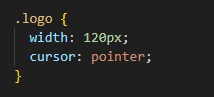 .logo {
  width: 120px;
  cursor: pointer;
}